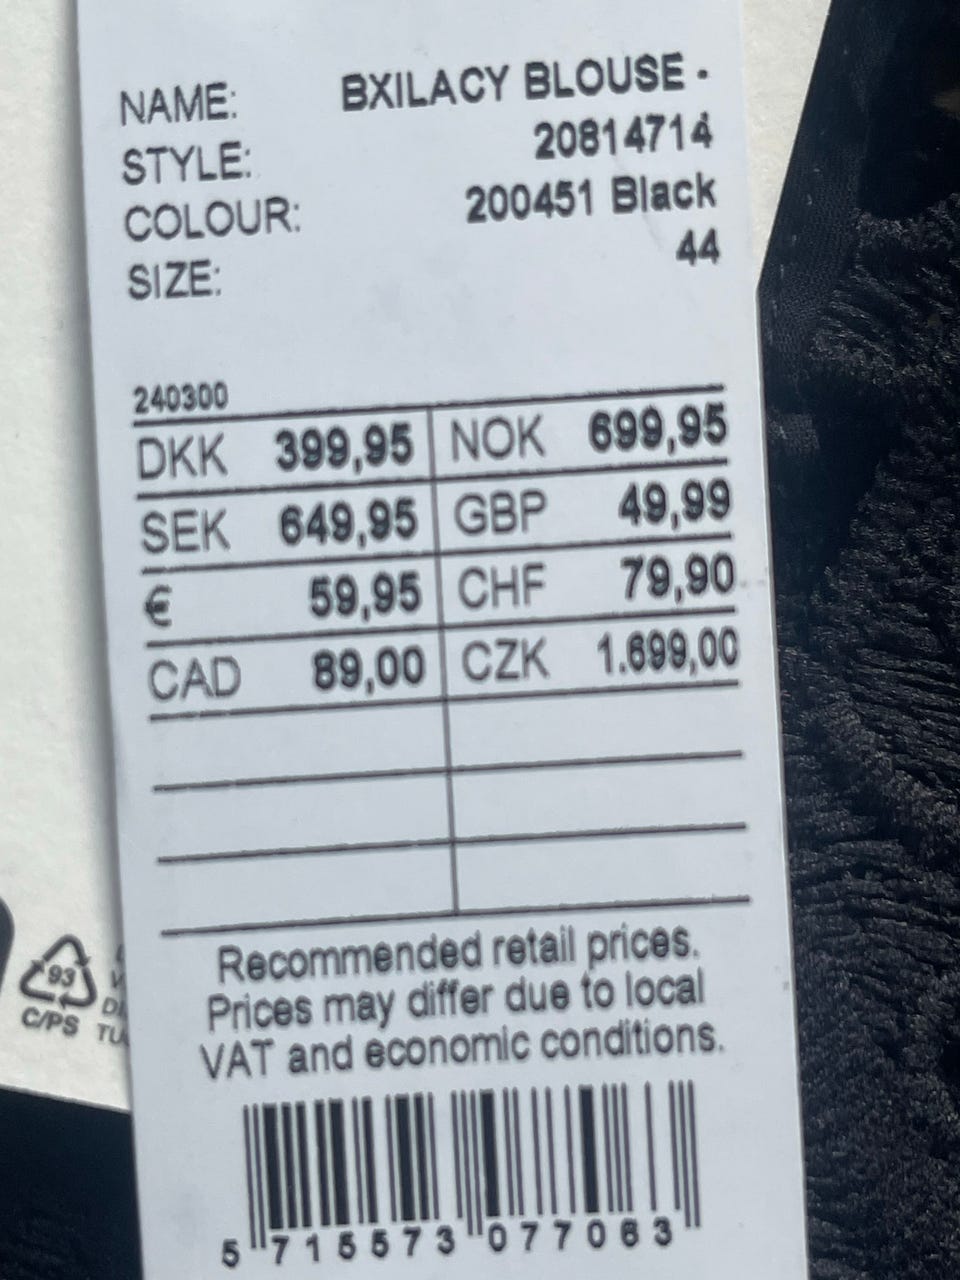 NAME: BXILACY BLOUSE -
STYLE: 20814714
COLOUR: 200451 Black
SIZE: 44
240300
DKK 399,95 NOK 699,95
SEK 649,95 GBP 49,99
€ 59,95 CHF 79,90
CAD 89,00 CZK 1.699,00
Recommended retail prices.
Prices may differ due to local
VAT and economic conditions.
93
C/PS
5 715573 077063